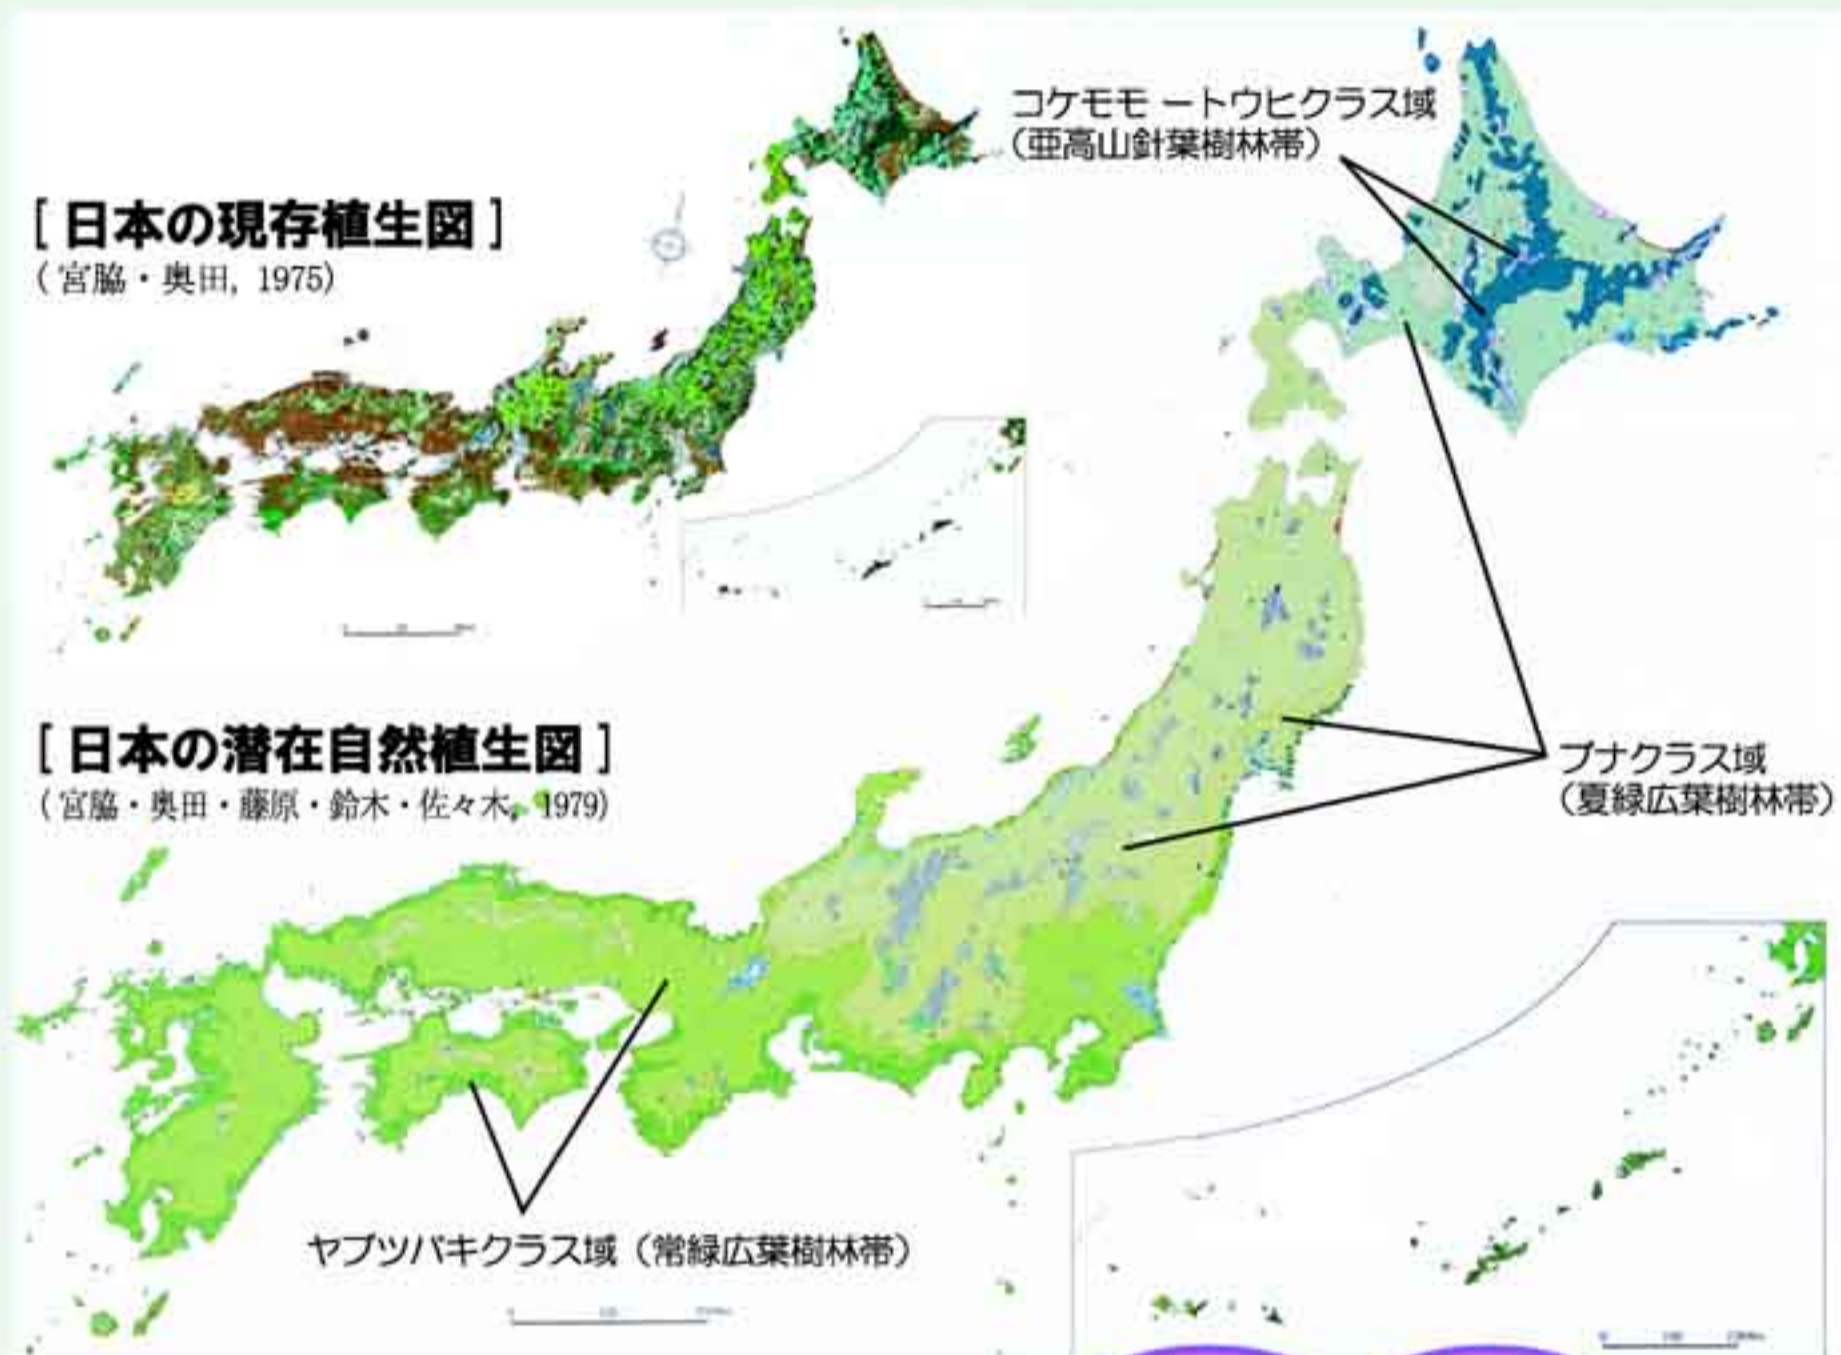 [ 日本の現存植生図 ]
(宮脇・奥田, 1975)
コケモモ ートウヒクラス域
(亜高山針葉樹林帯)
[ 日本の潜在自然植生図 ]
(宮脇・奥田・藤原・鈴木・佐々木, 1979)
ブナクラス域
(夏緑広葉樹林帯)
ヤブツバキクラス域 (常緑広葉樹林帯)